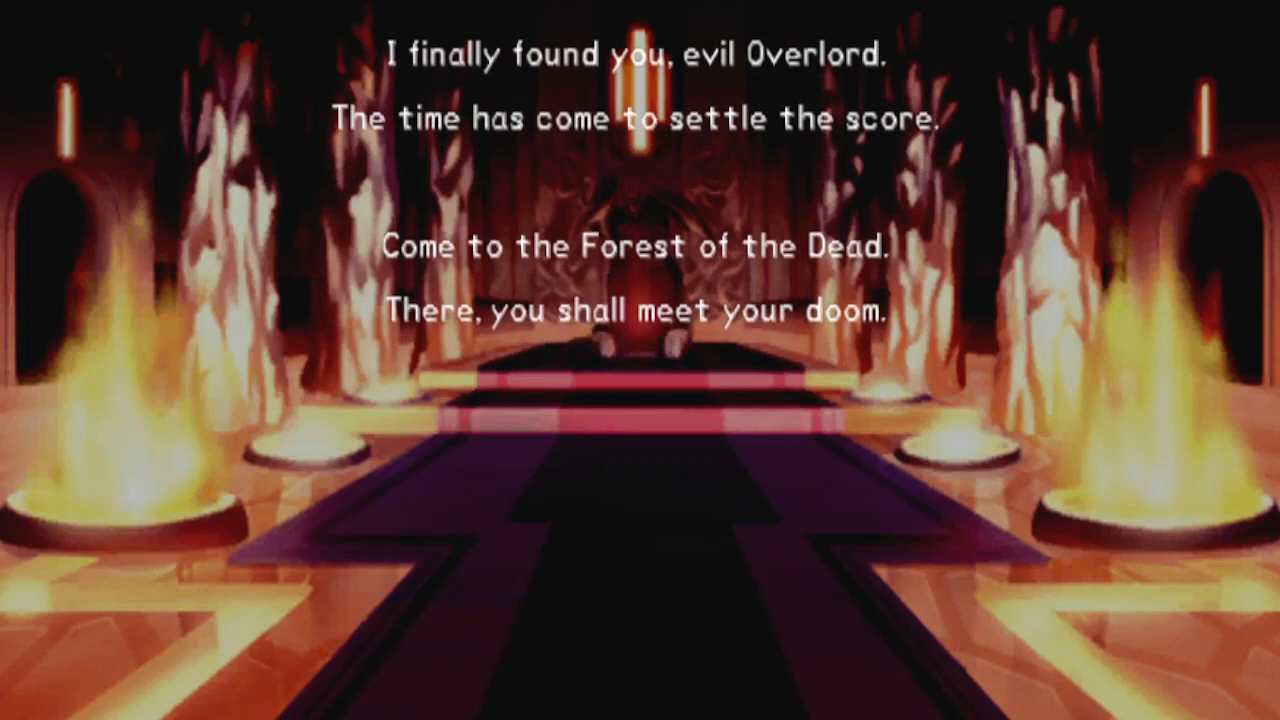 I finally found you, evil Overlord.
The time has come to settle the score.
Come to the Forest of the Dead.
There, you shall meet your doom.